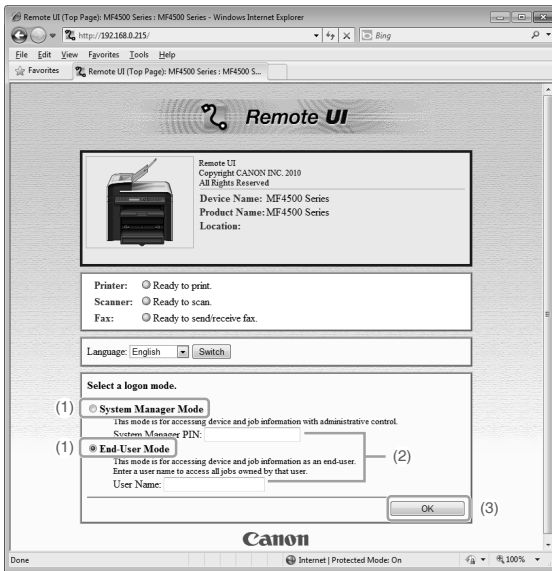 Remote UI (Top Page): MF4500 Series : MF4500 Series - Windows Internet Explorer
http://192.168.0.215/
Bing
File Edit View Favorites Tools Help
Favorites Remote UI (Top Page): MF4500 Series : MF4500 S...
Remote UI
Remote UI
Copyright CANON INC. 2010
All Rights Reserved
Device Name: MF4500 Series
Product Name: MF4500 Series
Location:
Printer: Ready to print.
Scanner: Ready to scan.
Fax: Ready to send/receive fax.
Language: English Switch
Select a logon mode.
(1) System Manager Mode
This mode is for accessing device and job information with administrative control.
System Manager PIN:
(1) End-User Mode
(2)
This mode is for accessing device and job information as an end-user.
Enter a user name to access all jobs owned by that user.
User Name:
OK (3)
Canon
Done Internet | Protected Mode: On 100%